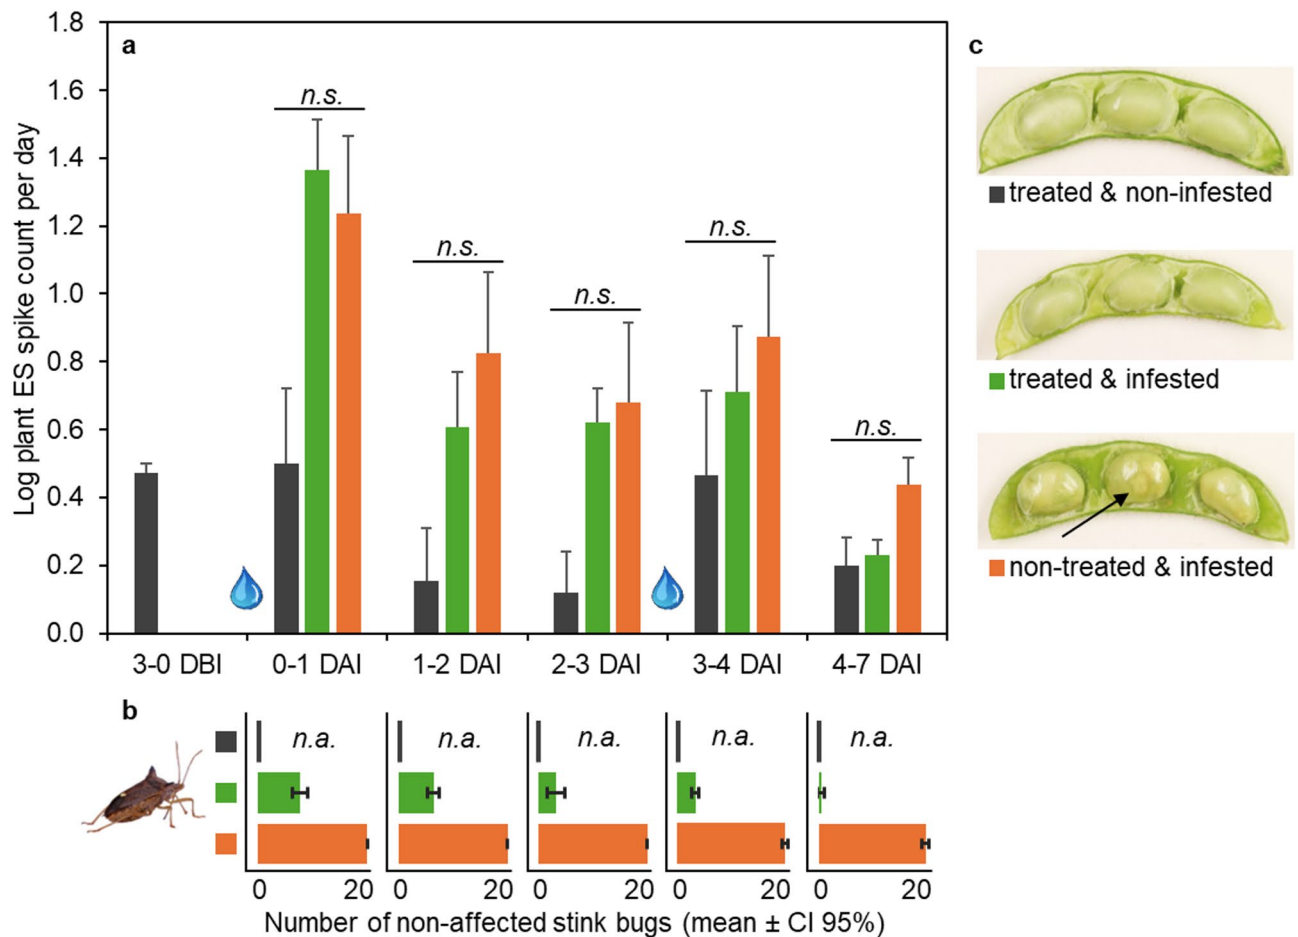 a
Log plant ES spike count per day
1.8
1.6
1.4
1.2
1.0
0.8
0.6
0.4
0.2
0.0
n.s.
n.s.
n.s.
n.s.
n.s.
3-0 DBI 0-1 DAI 1-2 DAI 2-3 DAI 3-4 DAI 4-7 DAI
b
n.a. n.a. n.a. n.a. n.a.
0 20 0 20 0 20 0 20 0 20
Number of non-affected stink bugs (mean ± CI 95%)
c
treated & non-infested
treated & infested
non-treated & infested